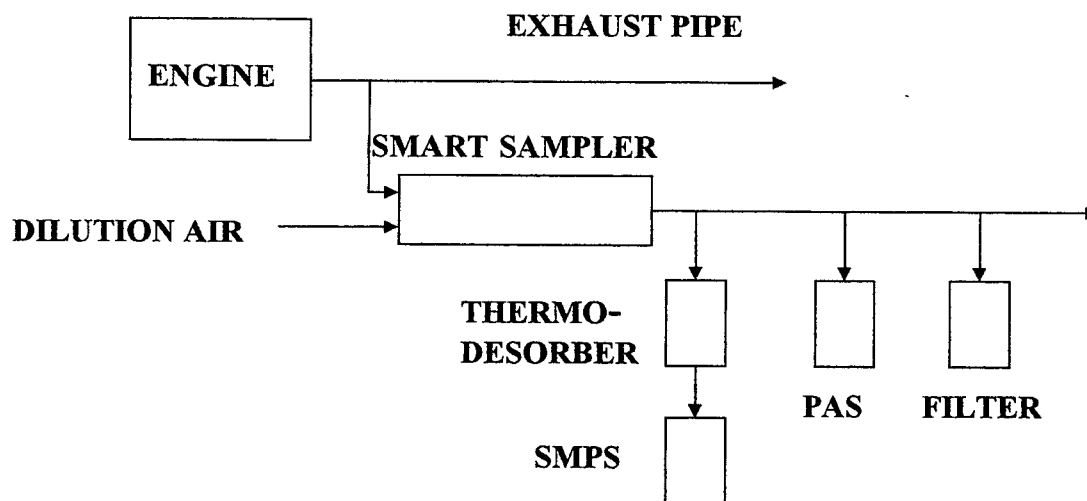 EXHAUST PIPE
ENGINE
SMART SAMPLER
DILUTION AIR
THERMO-
DESORBER
PAS
FILTER
SMPS